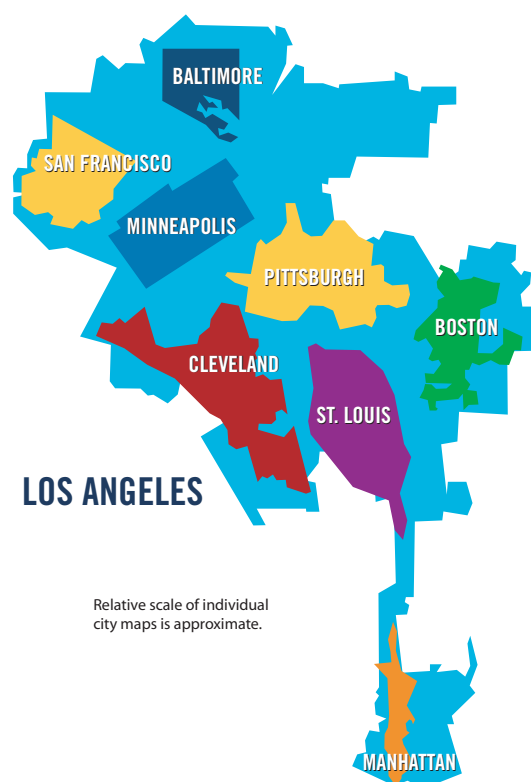 BALTIMORE
SAN FRANCISCO
MINNEAPOLIS
PITTSBURGH
BOSTON
CLEVELAND
ST. LOUIS
LOS ANGELES
Relative scale of individual
city maps is approximate.
MANHATTAN